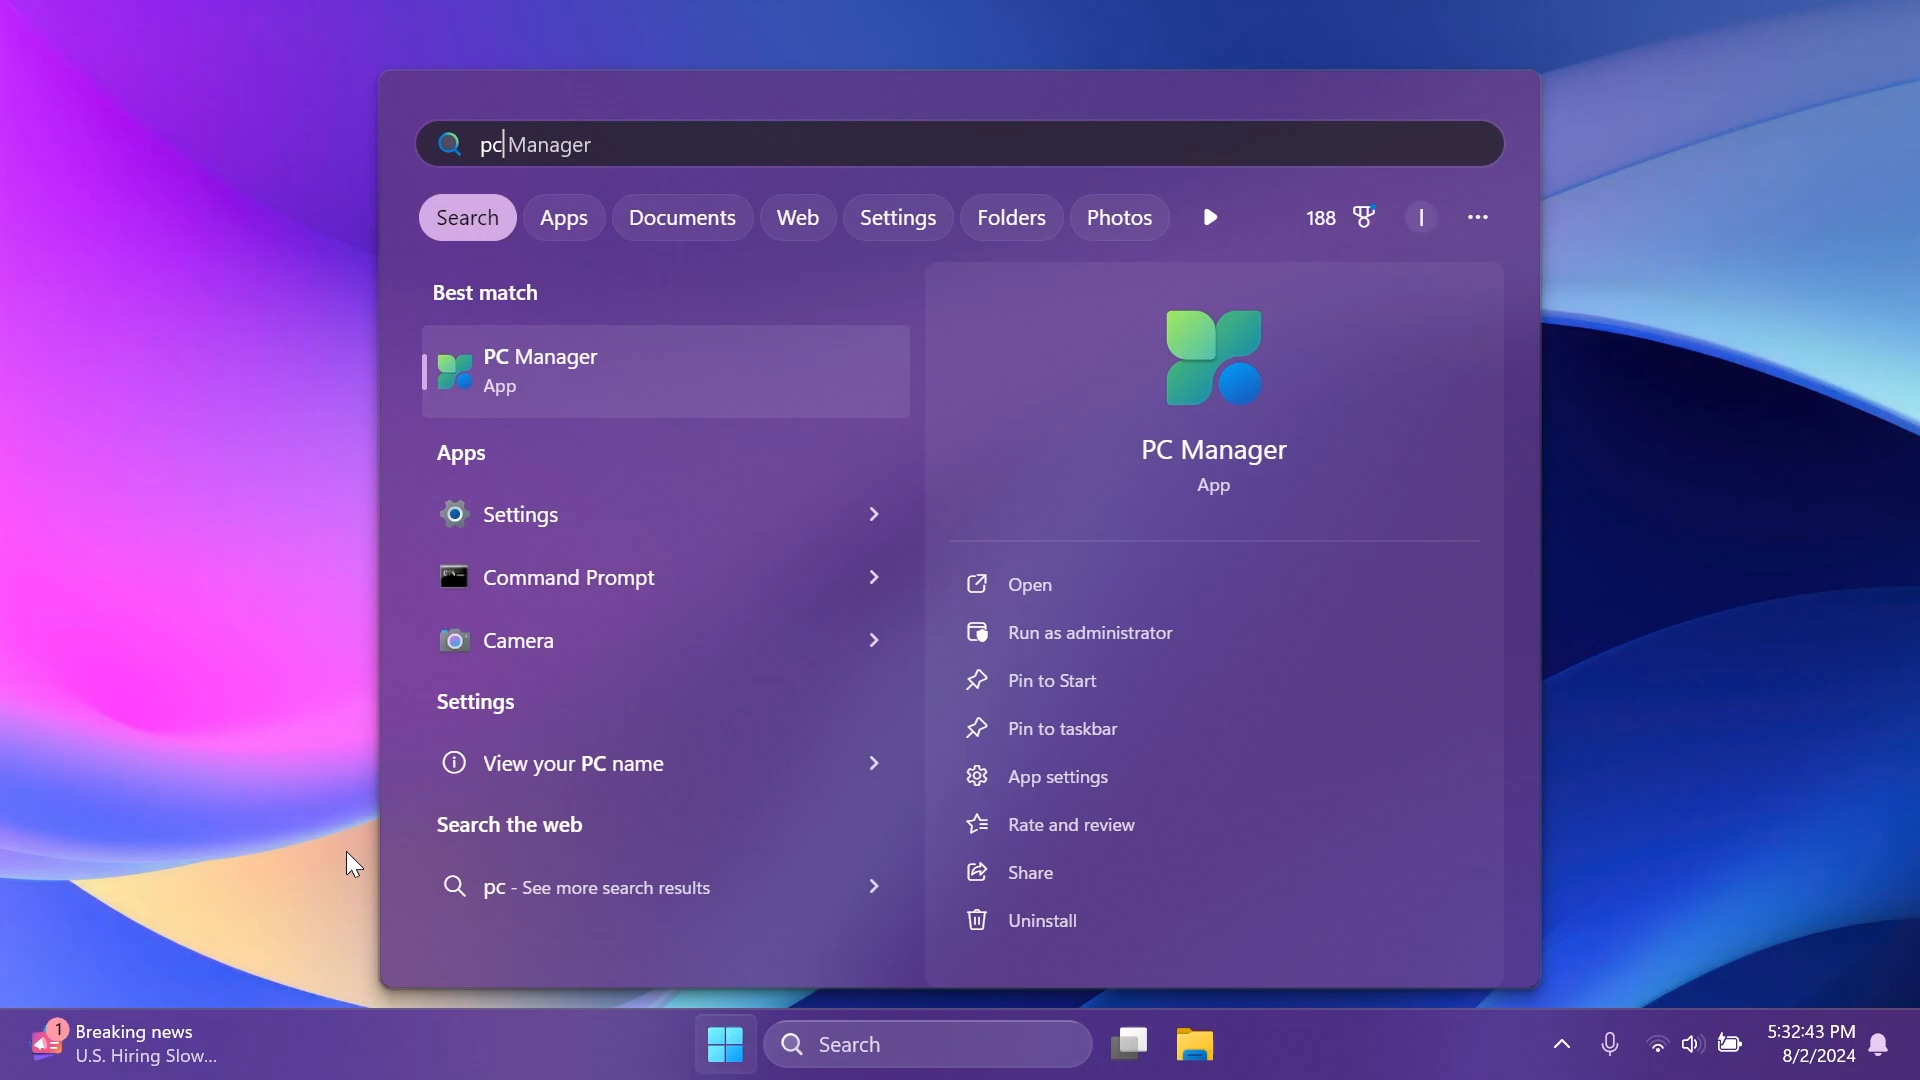 pc Manager
Search
Apps
Documents
Web
Settings
Folders
Photos
188
I
Best match
PC Manager
App
Apps
Settings
Command Prompt
Camera
Settings
View your PC name
Search the web
pc - See more search results
PC Manager
App
Open
Run as administrator
Pin to Start
Pin to taskbar
App settings
Rate and review
Share
Uninstall
1
Breaking news
U.S. Hiring Slow...
Search
5:32:43 PM
8/2/2024